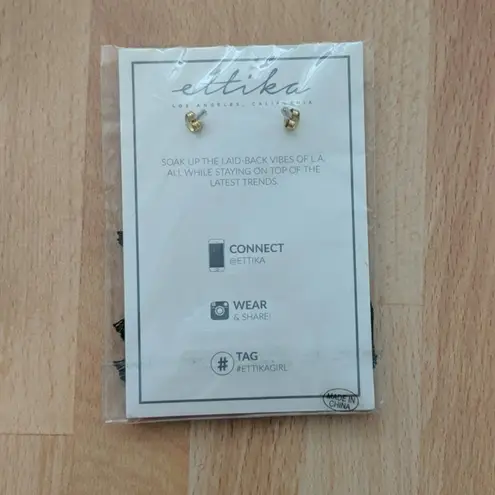 ettika
LOS ANGELES, CALIFORNIA
SOAK UP THE LAID-BACK VIBES OF L.A.
ALL WHILE STAYING ON TOP OF THE
LATEST TRENDS.
CONNECT
@ETTIKA
WEAR
& SHARE!
#
TAG
#ETTIKAGIRL
MADE IN
CHINA